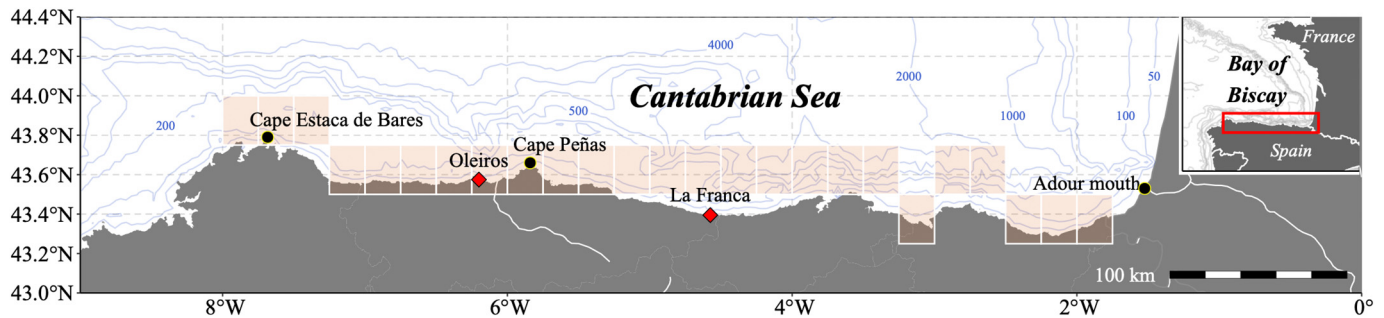 44.4°N
44.2°N
44.0°N
43.8°N
43.6°N
43.4°N
43.2°N
43.0°N
4000
2000
50
200
500
1000
100
Cantabrian Sea
Cape Estaca de Bares
Oleiros
Cape Peñas
La Franca
Adour mouth
France
Bay of
Biscay
Spain
100 km
8°W
6°W
4°W
2°W
0°